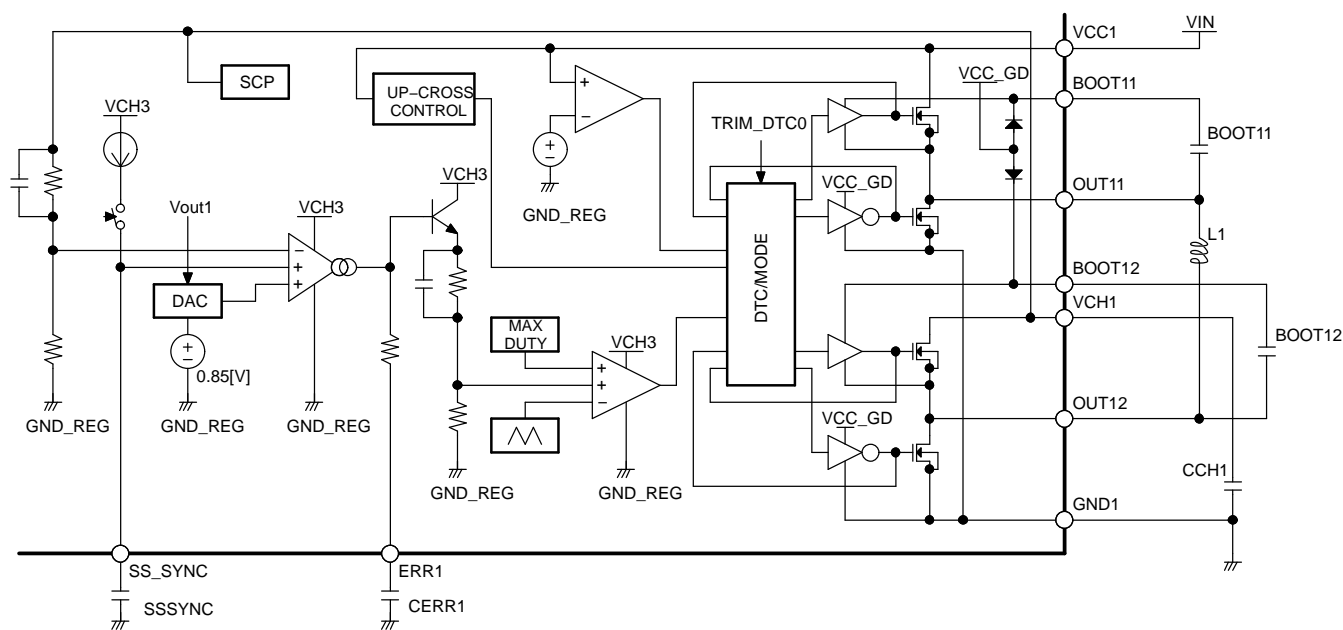 VCC1
VIN
SCP
UP-CROSS
CONTROL
VCC_GD
BOOT11
VCH3
TRIM_DTC0
BOOT11
VCH3
VCC_GD
OUT11
Vout1
VCH3
GND_REG
L1
DTC/MODE
BOOT12
DAC
VCH1
MAX
DUTY
VCH3
BOOT12
0.85[V]
OUT12
GND_REG
GND_REG
GND_REG
VCC_GD
GND_REG
GND_REG
CCH1
GND1
SS_SYNC
ERR1
SSSYNC
CERR1